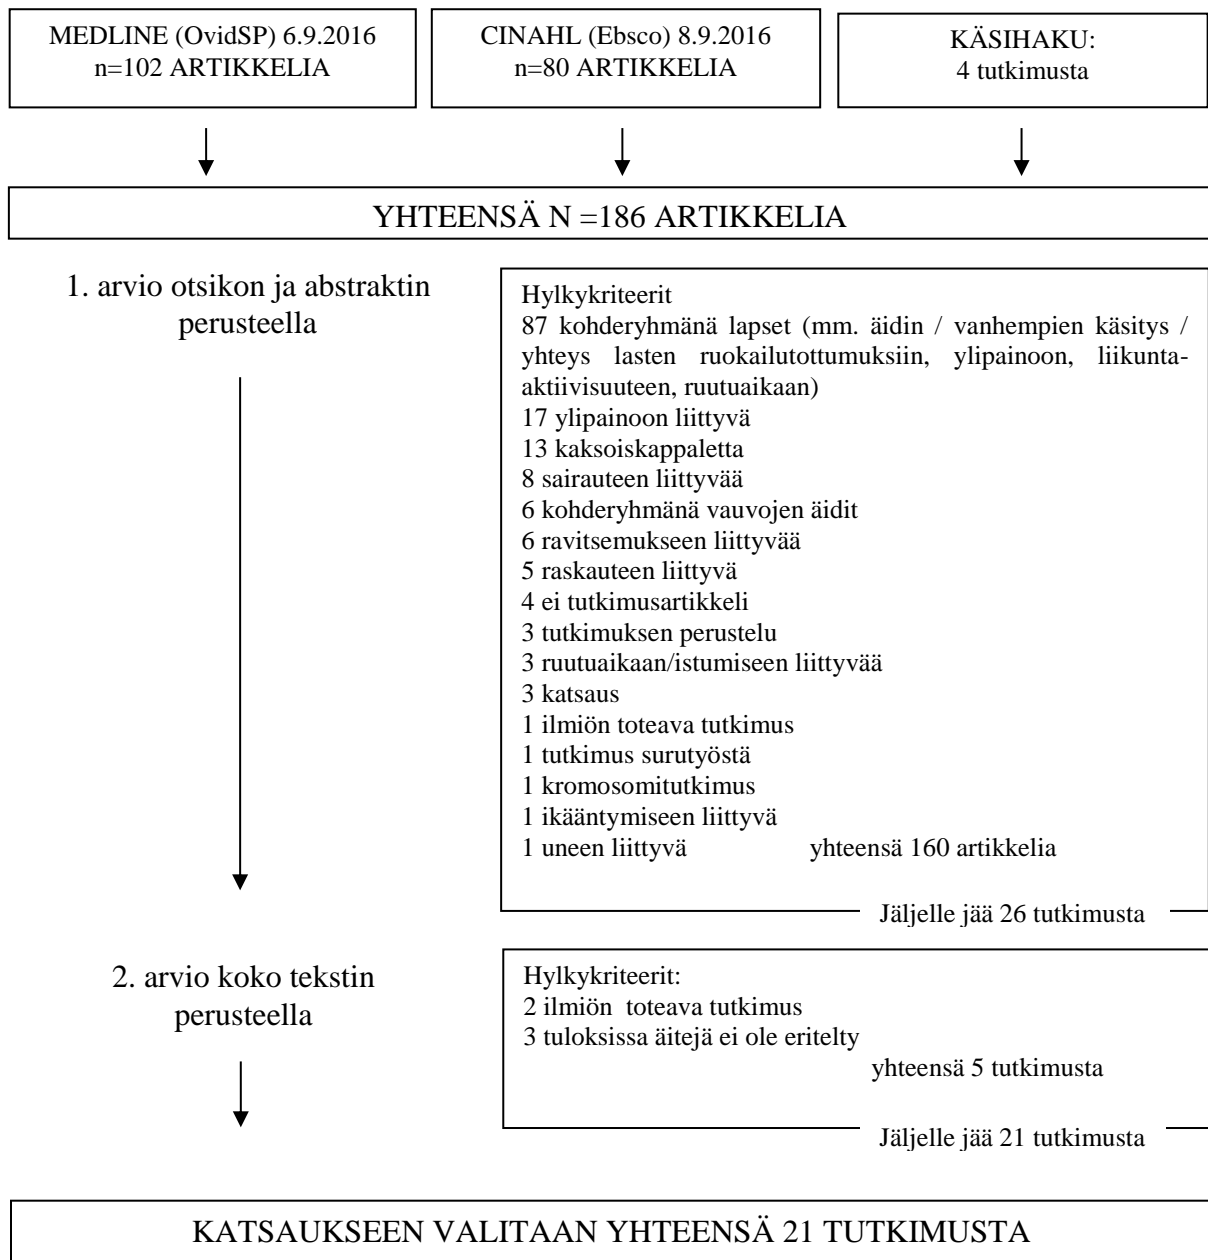 MEDLINE (OvidSP) 6.9.2016
n=102 ARTIKKELIA
CINAHL (Ebsco) 8.9.2016
n=80 ARTIKKELIA
KÄSIHAKU:
4 tutkimusta
YHTEENSÄ N =186 ARTIKKELIA
1. arvio otsikon ja abstraktin
perusteella
Hylkykriteerit
87 kohderyhmänä lapset (mm. äidin / vanhempien käsitys /
yhteys lasten ruokailutottumuksiin, ylipainoon, liikunta-
aktiivisuuteen, ruutuaikaan)
17 ylipainoon liittyvä
13 kaksoiskappaletta
8 sairauteen liittyvää
6 kohderyhmänä vauvojen äidit
6 ravitsemukseen liittyvää
5 raskauteen liittyvä
4 ei tutkimusartikkeli
3 tutkimuksen perustelu
3 ruutuaikaan/istumiseen liittyvää
3 katsaus
1 ilmiön toteava tutkimus
1 tutkimus surutyöstä
1 kromosomitutkimus
1 ikääntymiseen liittyvä
1 uneen liittyvä yhteensä 160 artikkelia
Jäljelle jää 26 tutkimusta
2. arvio koko tekstin
perusteella
Hylkykriteerit:
2 ilmiön toteava tutkimus
3 tuloksissa äitejä ei ole eritelty
yhteensä 5 tutkimusta
Jäljelle jää 21 tutkimusta
KATSAUKSEEN VALITAAN YHTEENSÄ 21 TUTKIMUSTA